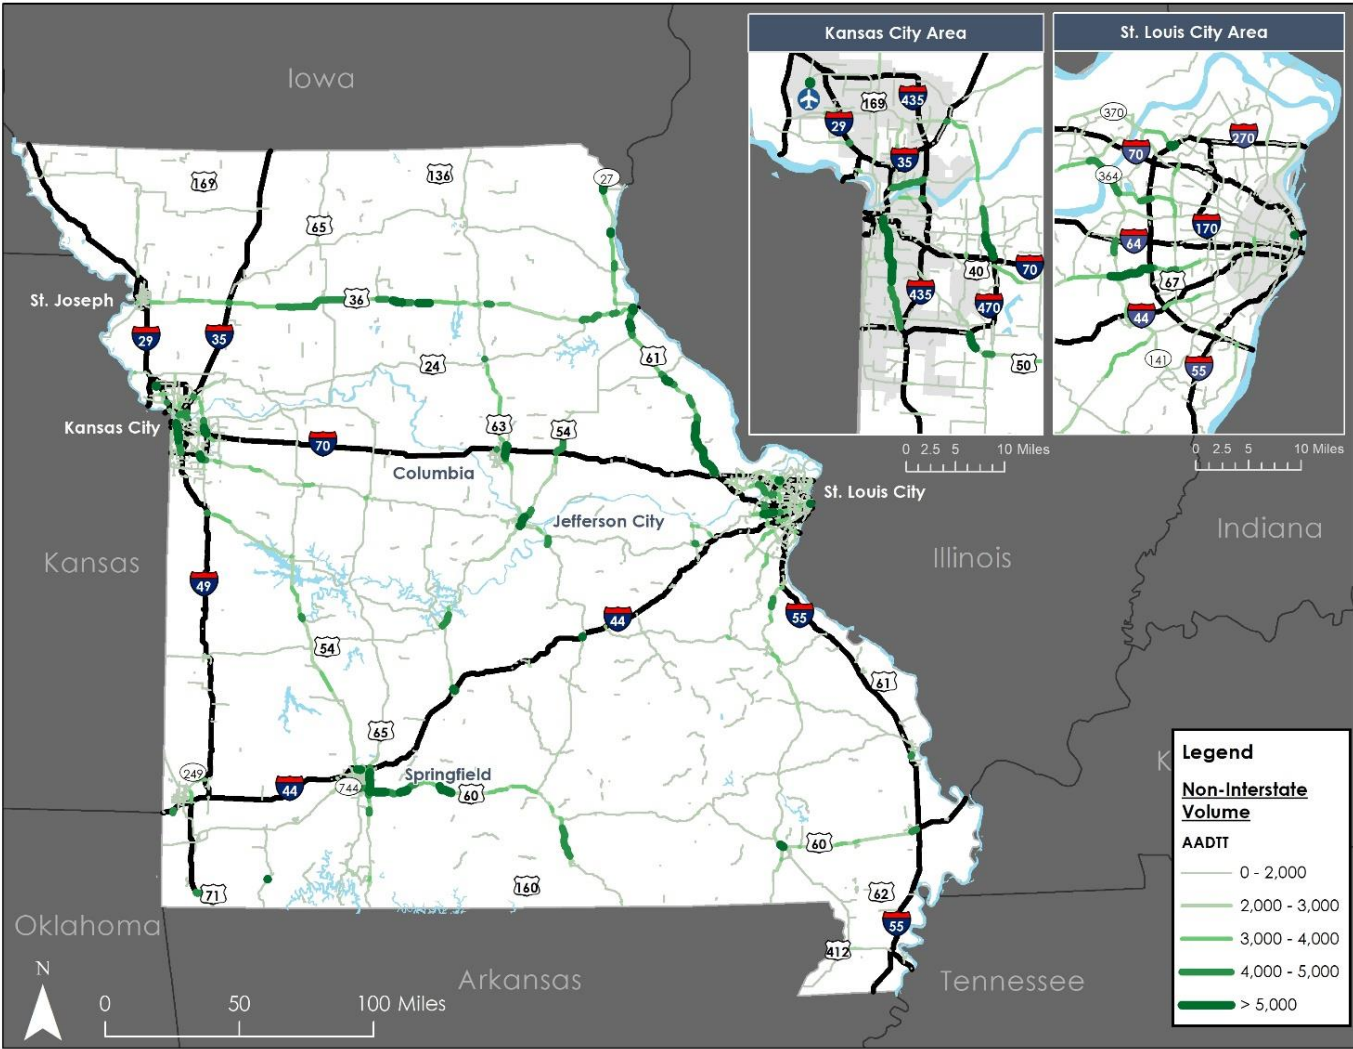 Kansas City Area
St. Louis City Area
Iowa
169
435
29
35
370
270
70
364
170
64
67
44
141
55
40
70
435
470
50
0 2.5 5 10 Miles
0 2.5 5 10 Miles
169
136
27
65
St. Joseph
36
29
35
61
24
Kansas City
63
54
70
Columbia
St. Louis City
Jefferson City
Indiana
Kansas
Illinois
49
44
55
54
61
65
249
Springfield
744
44
60
60
71
160
62
55
Oklahoma
412
Arkansas
Tennessee
N
0 50 100 Miles
K
Legend
Non-Interstate
Volume
AADTT
0 - 2,000
2,000 - 3,000
3,000 - 4,000
4,000 - 5,000
> 5,000